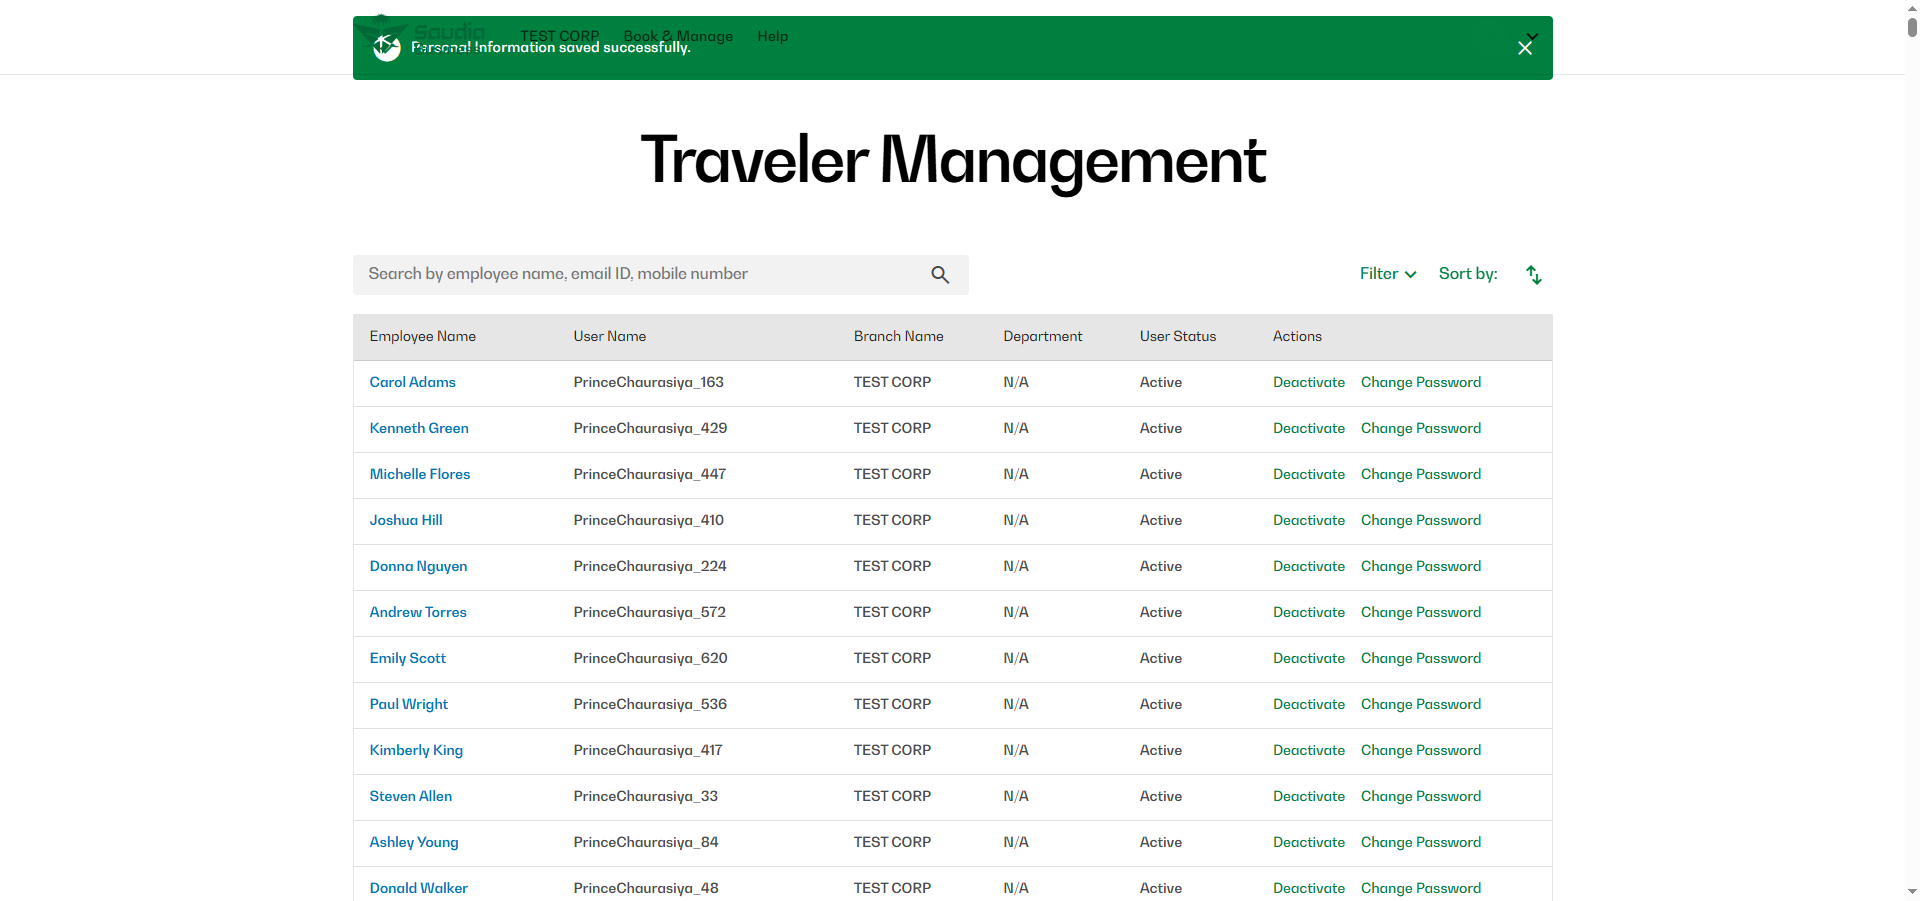 Saudia
TEST CORP Book & Manage Help
Personal Information saved successfully.
Traveler Management
Search by employee name, email ID, mobile number
Filter Sort by:
Employee Name User Name Branch Name Department User Status Actions
Carol Adams PrinceChaurasiya_163 TEST CORP N/A Active Deactivate Change Password
Kenneth Green PrinceChaurasiya_429 TEST CORP N/A Active Deactivate Change Password
Michelle Flores PrinceChaurasiya_447 TEST CORP N/A Active Deactivate Change Password
Joshua Hill PrinceChaurasiya_410 TEST CORP N/A Active Deactivate Change Password
Donna Nguyen PrinceChaurasiya_224 TEST CORP N/A Active Deactivate Change Password
Andrew Torres PrinceChaurasiya_572 TEST CORP N/A Active Deactivate Change Password
Emily Scott PrinceChaurasiya_620 TEST CORP N/A Active Deactivate Change Password
Paul Wright PrinceChaurasiya_536 TEST CORP N/A Active Deactivate Change Password
Kimberly King PrinceChaurasiya_417 TEST CORP N/A Active Deactivate Change Password
Steven Allen PrinceChaurasiya_33 TEST CORP N/A Active Deactivate Change Password
Ashley Young PrinceChaurasiya_84 TEST CORP N/A Active Deactivate Change Password
Donald Walker PrinceChaurasiya_48 TEST CORP N/A Active Deactivate Change Password